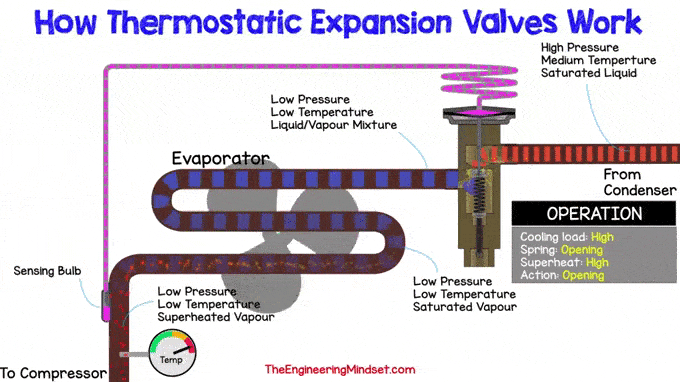 How Thermostatic Expansion Valves Work
High Pressure
Medium Temperture
Saturated Liquid
Low Pressure
Low Temperature
Liquid/Vapour Mixture
Evaporator
From
Condenser
OPERATION
Cooling load: High
Spring: Opening
Superheat: High
Action: Opening
Sensing Bulb
Low Pressure
Low Temperature
Superheated Vapour
Low Pressure
Low Temperature
Saturated Vapour
Temp
To Compressor
TheEngineeringMindset.com